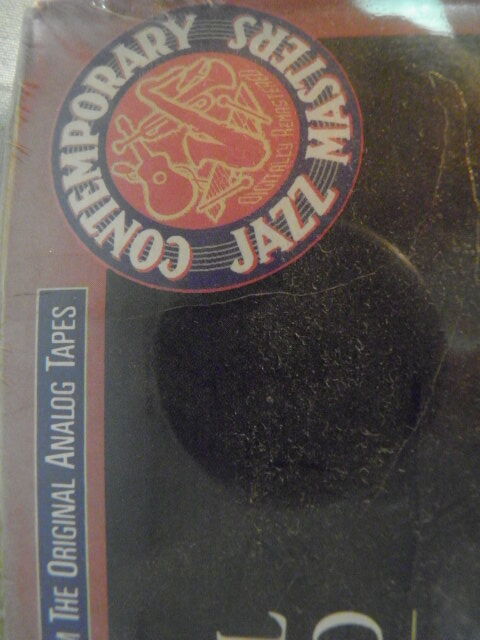 CONTEMPORARY JAZZ MASTERS
DIGITALLY REMASTERED
THE ORIGINAL ANALOG TAPES